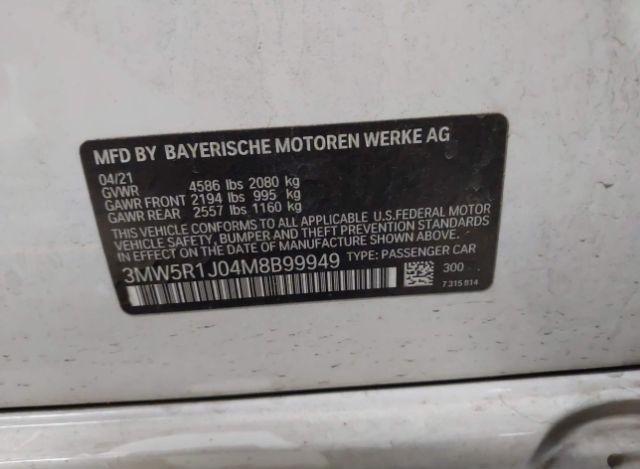 MFD BY BAYERISCHE MOTOREN WERKE AG
04/21
GVWR 4586 lbs 2080 kg
GAWR FRONT 2194 lbs 995 kg
GAWR REAR 2557 lbs 1160 kg
THIS VEHICLE CONFORMS TO ALL APPLICABLE U.S.FEDERAL MOTOR
VEHICLE SAFETY, BUMPER AND THEFT PREVENTION STANDARDS IN
EFFECT ON THE DATE OF MANUFACTURE SHOWN ABOVE.
3MW5R1J04M8B99949 TYPE: PASSENGER CAR
300
7315814